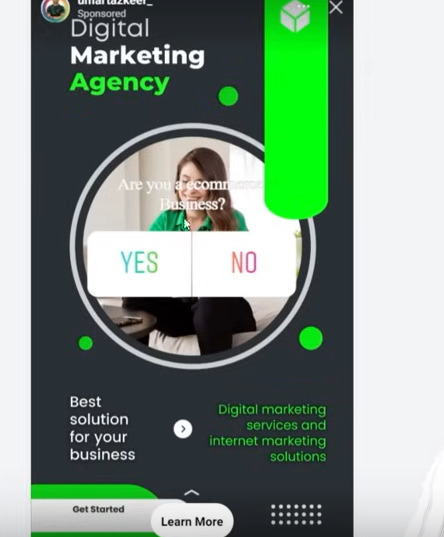 Sponsored
Digital
Marketing
Agency
Are you a ecommerce
Business?
YES
NO
Best
solution
for your
business
Digital marketing
services and
internet marketing
solutions
Get Started
Learn More